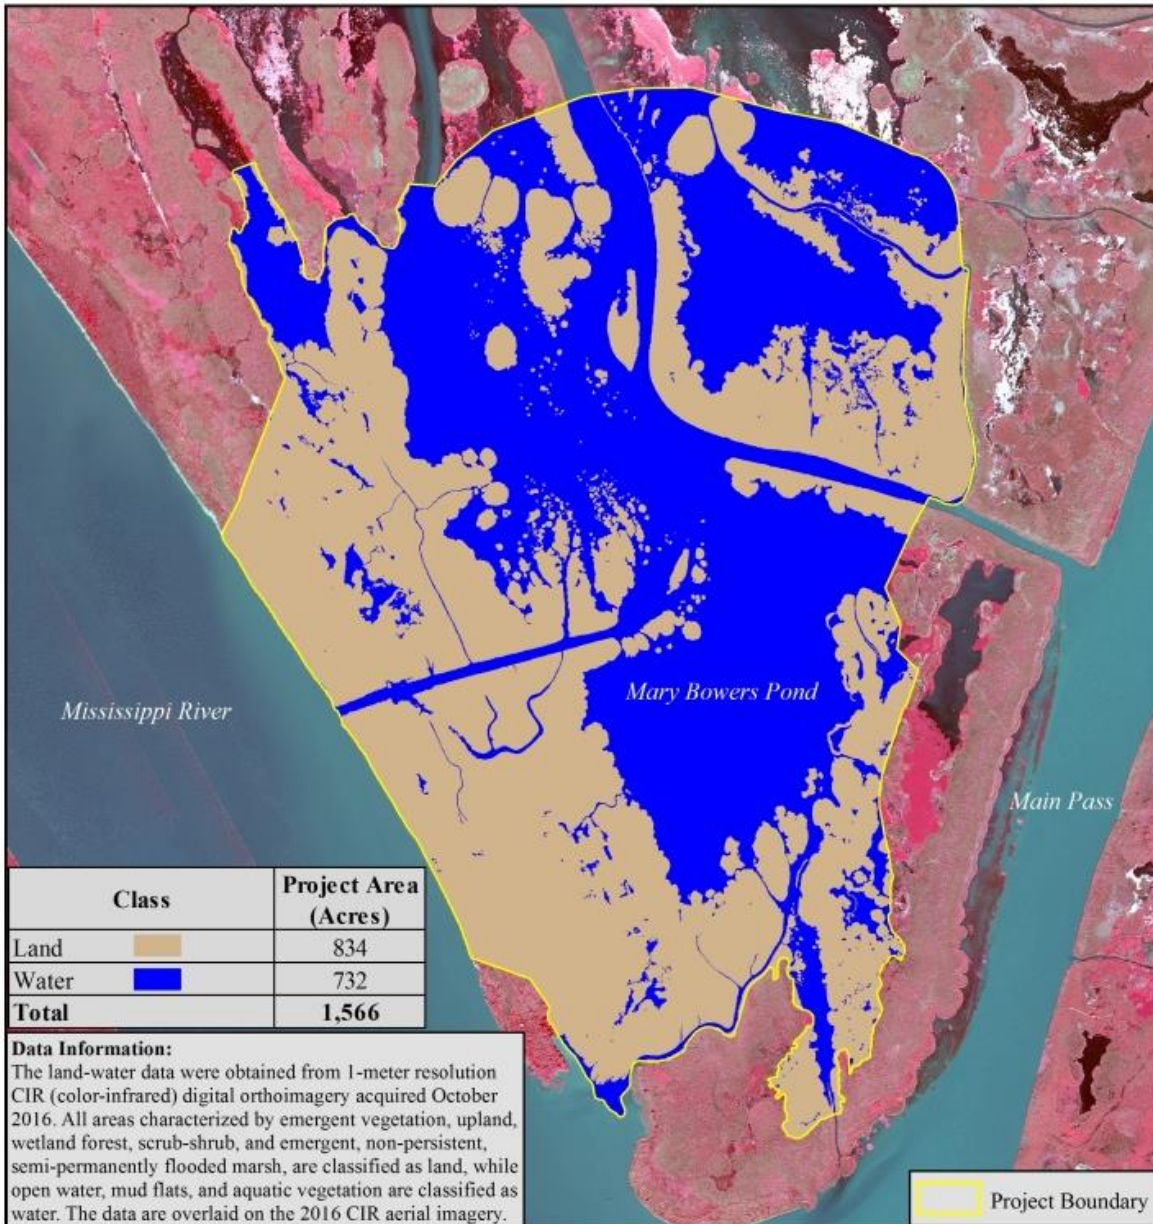 Mary Bowers Pond
Mississippi River
Main Pass
Class Project Area (Acres)
Land 834
Water 732
Total 1,566
Data Information:
The land-water data were obtained from 1-meter resolution
CIR (color-infrared) digital orthoimagery acquired October
2016. All areas characterized by emergent vegetation, upland,
wetland forest, scrub-shrub, and emergent, non-persistent,
semi-permanently flooded marsh, are classified as land, while
open water, mud flats, and aquatic vegetation are classified as
water. The data are overlaid on the 2016 CIR aerial imagery.
Project Boundary